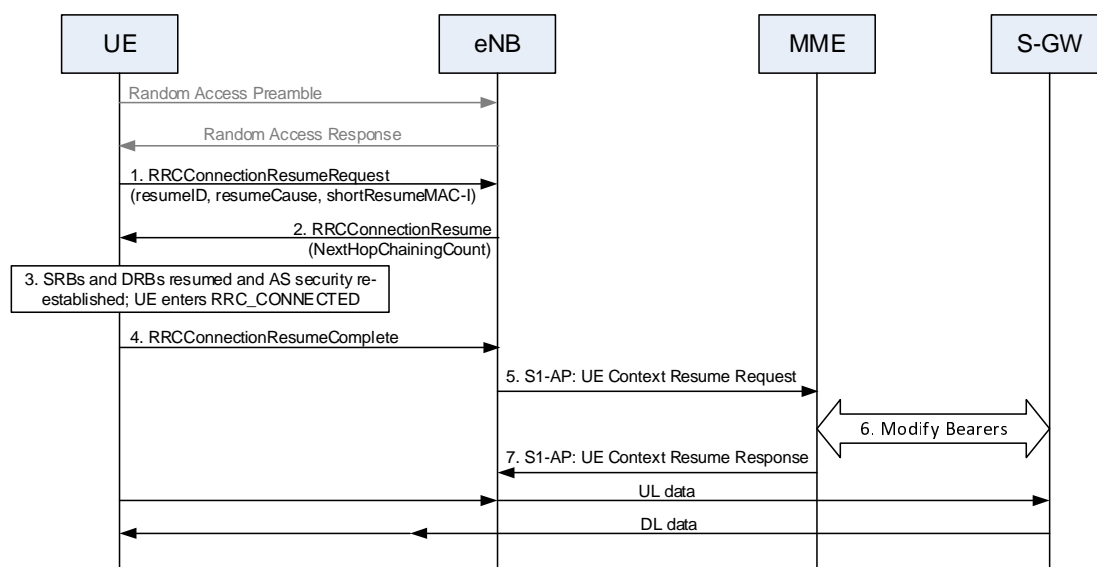 UE
eNB
MME
S-GW
Random Access Preamble
Random Access Response
1. RRCConnectionResumeRequest
(resumeID, resumeCause, shortResumeMAC-I)
2. RRCConnectionResume
(NextHopChainingCount)
3. SRBs and DRBs resumed and AS security re-
established; UE enters RRC_CONNECTED
4. RRCConnectionResumeComplete
5. S1-AP: UE Context Resume Request
6. Modify Bearers
7. S1-AP: UE Context Resume Response
UL data
DL data